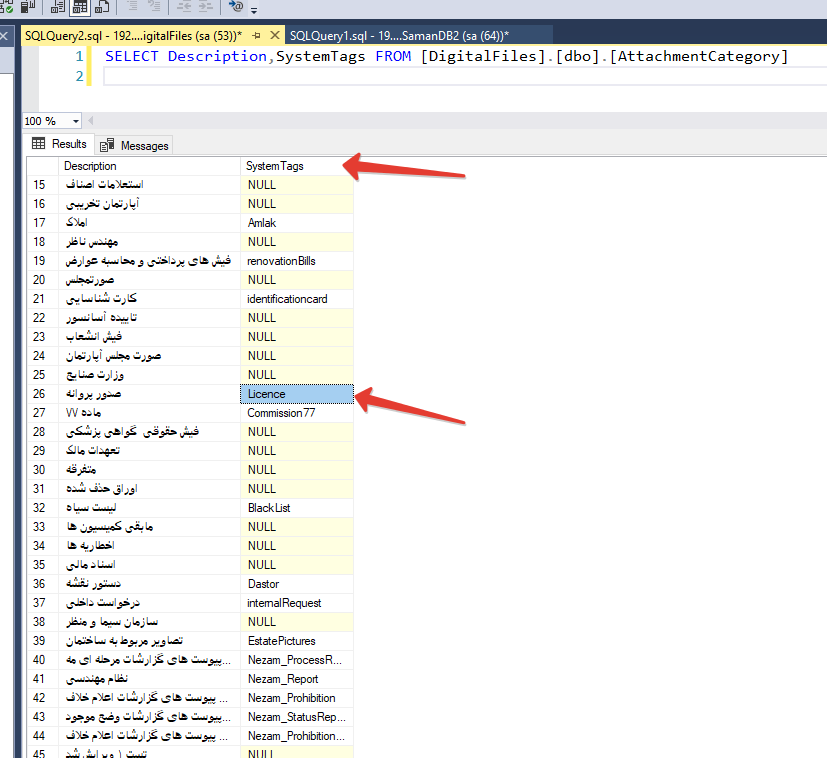 SQLQuery2.sql - 192....igitalFiles (sa (53))* SQLQuery1.sql - 19....SamanDB2 (sa (64))*
1 SELECT Description,SystemTags FROM [DigitalFiles].[dbo].[AttachmentCategory]
2
100 %
Results Messages
Description SystemTags
15 استعلامات اصناف NULL
16 آپارتمان تخریبی NULL
17 املاک Amlak
18 مهندس ناظر NULL
19 فیش های پرداختی و محاسبه عوارض renovationBills
20 صورتمجلس NULL
21 کارت شناسایی identificationcard
22 تاییده آسانسور NULL
23 فیش انشعاب NULL
24 صورت مجلس آپارتمان NULL
25 وزارت صنایع NULL
26 صدور پروانه Licence
27 ماده ۷۷ Commission77
28 فیش حقوقی گواهی پزشکی NULL
29 تعهدات مالک NULL
30 متفرقه NULL
31 اوراق حذف شده NULL
32 لیست سیاه BlackList
33 مابقی کمیسیون ها NULL
34 اخطاریه ها NULL
35 اسناد مالی NULL
36 دستور نقشه Dastor
37 درخواست داخلی internalRequest
38 سازمان سیما و منظر NULL
39 تصاویر مربوط به ساختمان EstatePictures
40 پیوست های گزارشات مرحله ای مه... Nezam_ProcessR...
41 نظام مهندسی Nezam_Report
42 پیوست های گزارشات اعلام خلاف ... Nezam_Prohibition
43 پیوست های گزارشات وضع موجود... Nezam_StatusRep...
44 پیوست های گزارشات اعلام خلاف ... Nezam_Prohibition...
45 تست ۱ ویرایش شد NULL